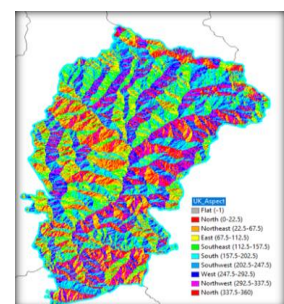 UK_Aspect
Flat (-1)
North (0-22.5)
Northeast (22.5-67.5)
East (67.5-112.5)
Southeast (112.5-157.5)
South (157.5-202.5)
Southwest (202.5-247.5)
West (247.5-292.5)
Northwest (292.5-337.5)
North (337.5-360)